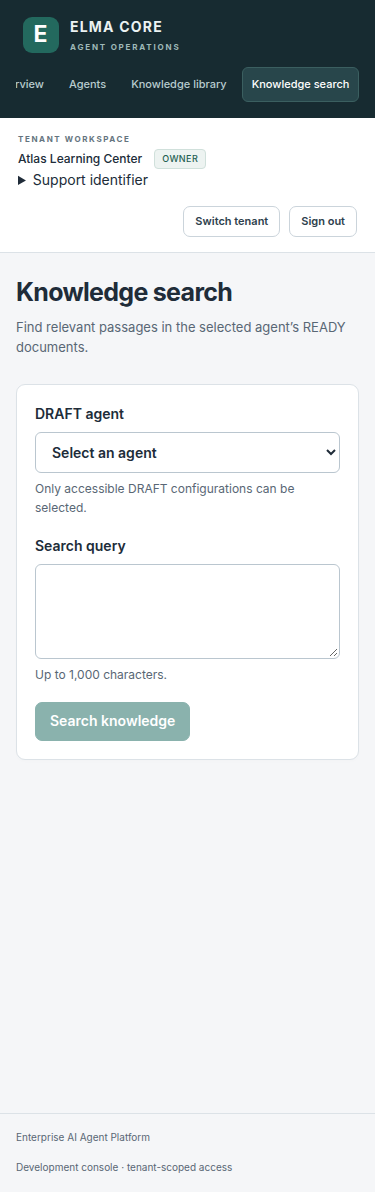 E
ELMA CORE
AGENT OPERATIONS
rview
Agents
Knowledge library
Knowledge search
TENANT WORKSPACE
Atlas Learning Center
OWNER
Support identifier
Switch tenant
Sign out
Knowledge search
Find relevant passages in the selected agent’s READY
documents.
DRAFT agent
Select an agent
Only accessible DRAFT configurations can be
selected.
Search query
Up to 1,000 characters.
Search knowledge
Enterprise AI Agent Platform
Development console · tenant-scoped access